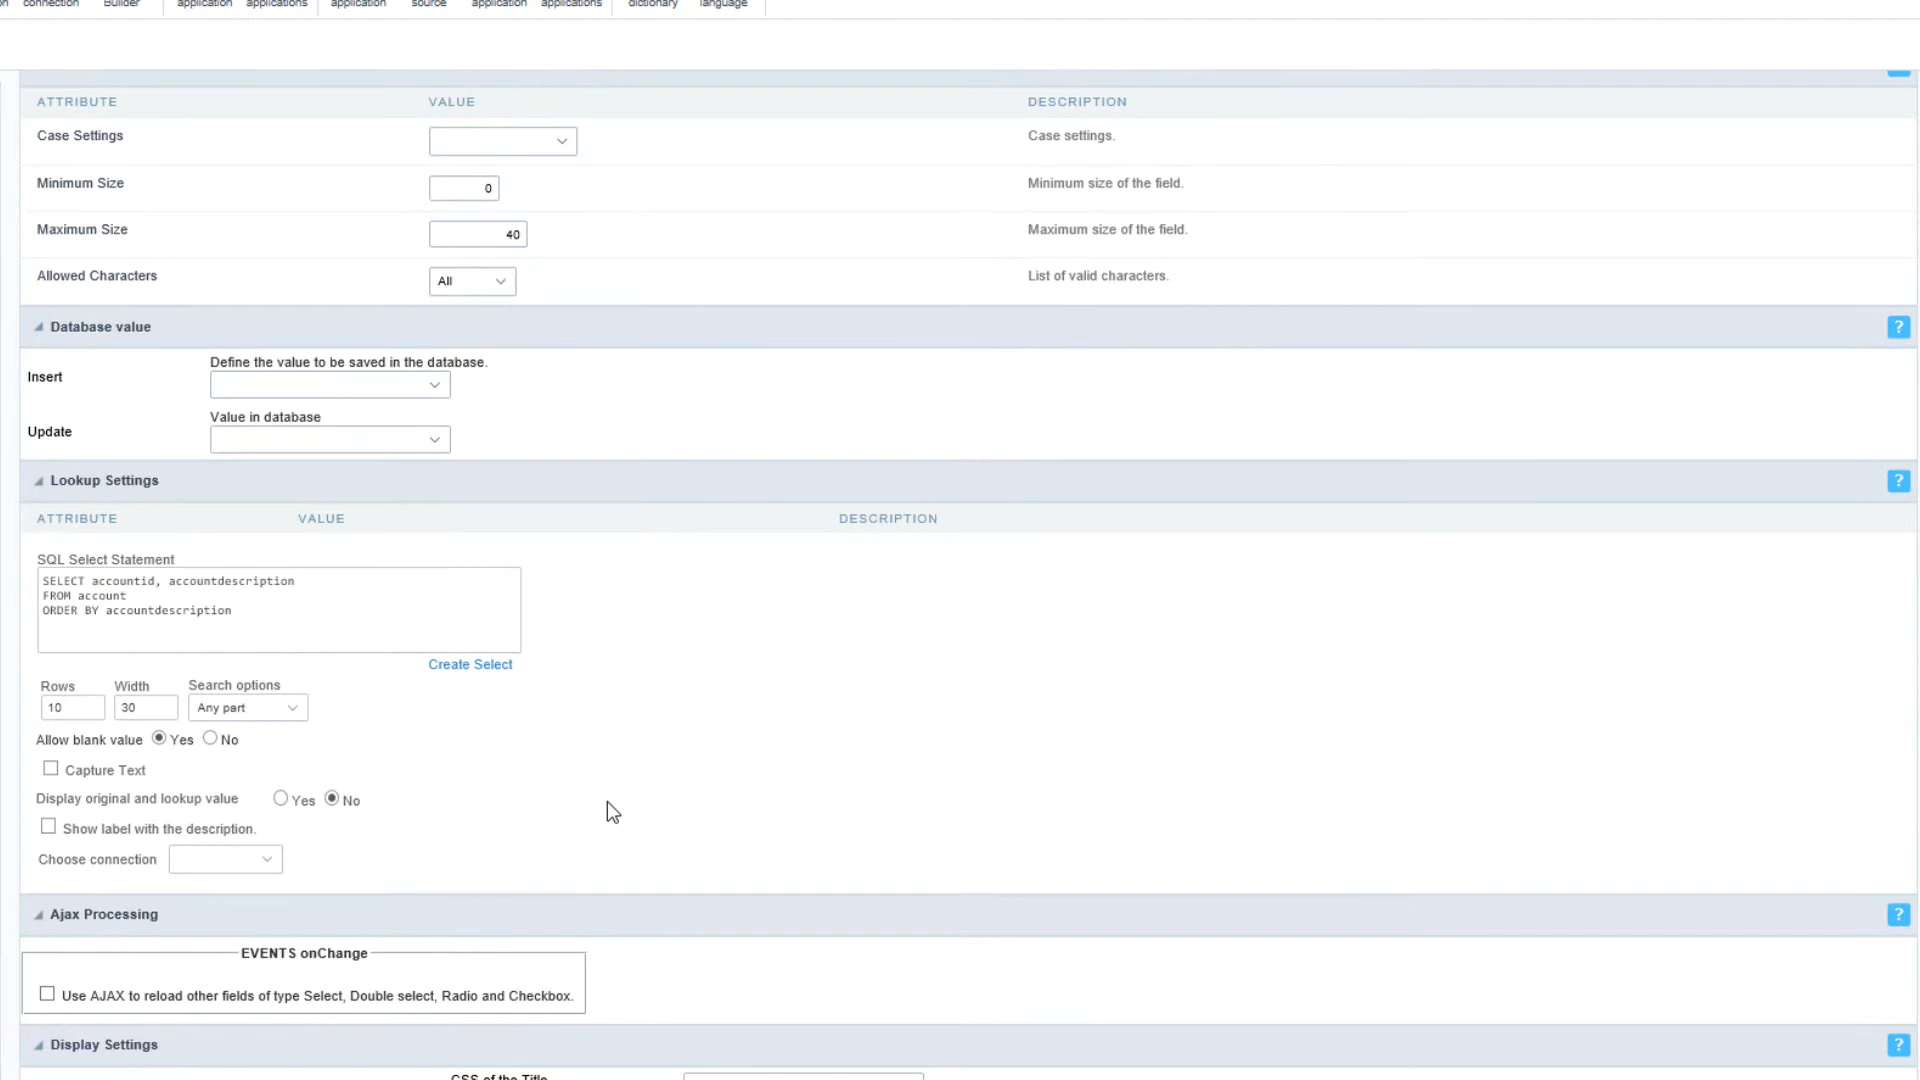 connection Builder application applications application source application applications dictionary language
ATTRIBUTE VALUE DESCRIPTION
Case Settings Case settings.
Minimum Size 0 Minimum size of the field.
Maximum Size 40 Maximum size of the field.
Allowed Characters All List of valid characters.
Database value ?
Define the value to be saved in the database.
Insert
Value in database
Update
Lookup Settings ?
ATTRIBUTE VALUE DESCRIPTION
SQL Select Statement
SELECT accountid, accountdescription
FROM account
ORDER BY accountdescription
Create Select
Rows Width Search options
10 30 Any part
Allow blank value Yes No
Capture Text
Display original and lookup value Yes No
Show label with the description.
Choose connection
Ajax Processing ?
EVENTS onChange
Use AJAX to reload other fields of type Select, Double select, Radio and Checkbox.
Display Settings ?
CSS of the Title